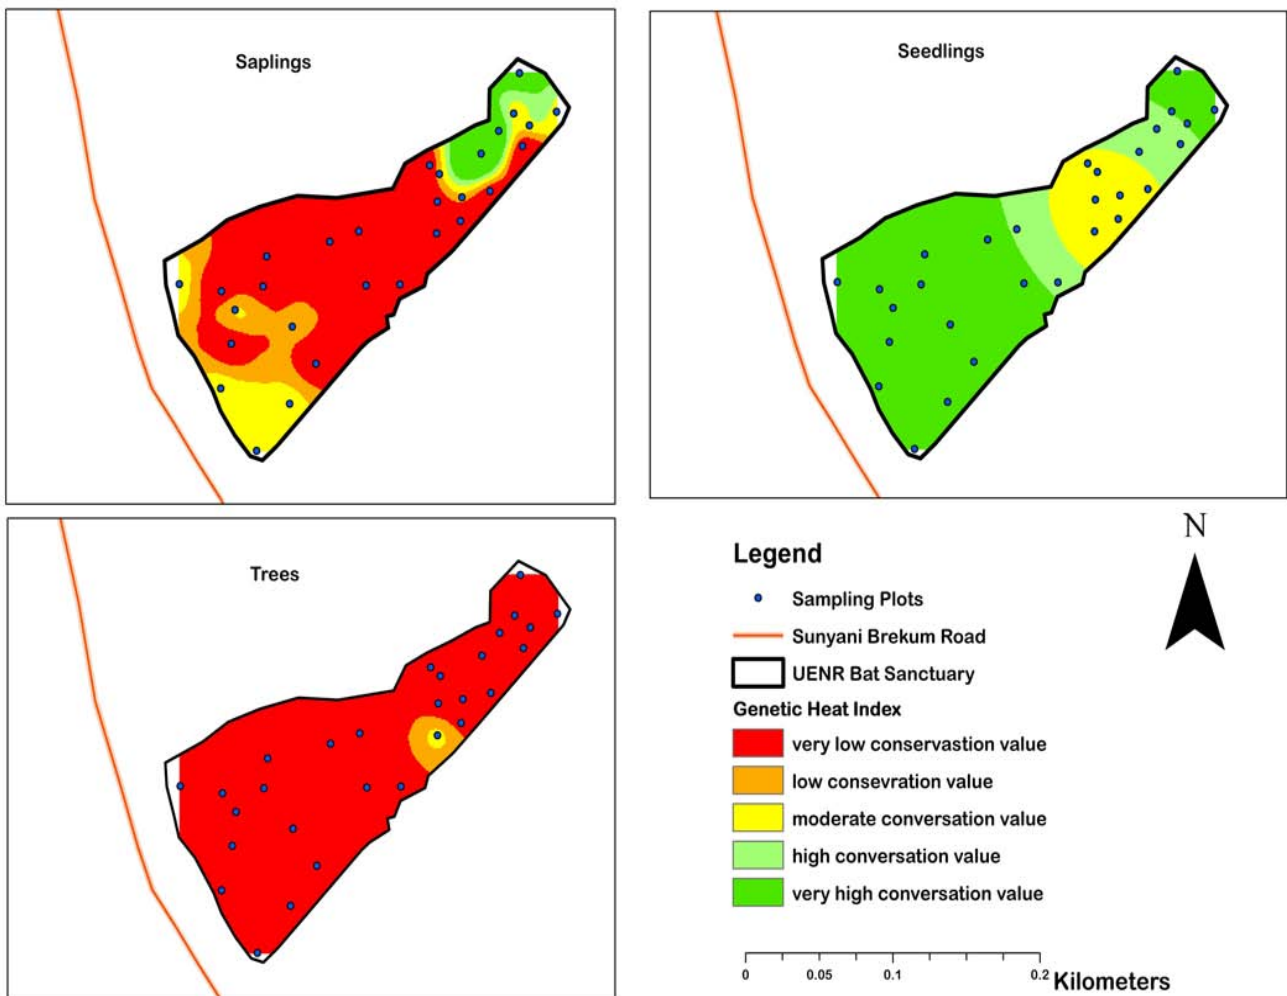 Saplings
Seedlings
Trees
N
Legend
Sampling Plots
Sunyani Brekum Road
UENR Bat Sanctuary
Genetic Heat Index
very low conservastion value
low consevration value
moderate conversation value
high conversation value
very high conversation value
0 0.05 0.1 0.2 Kilometers